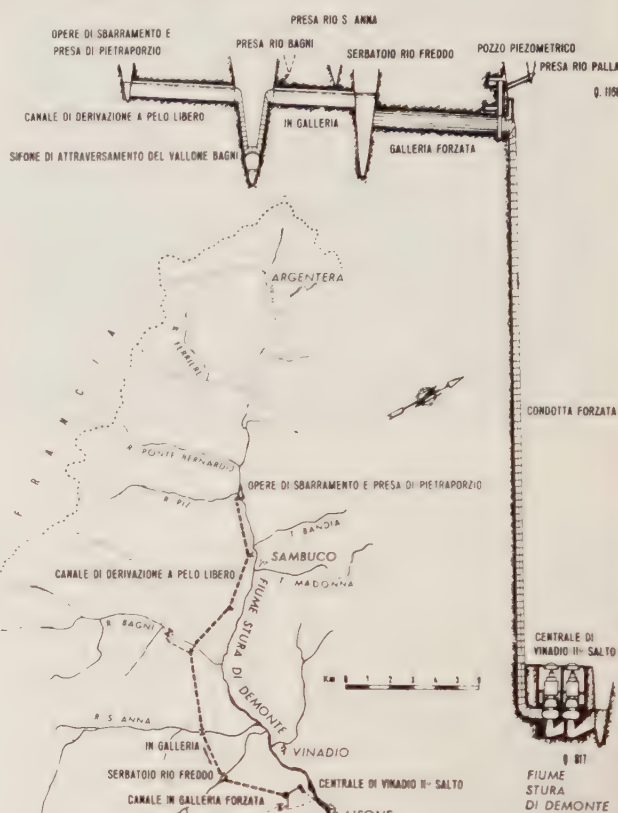 PRESA RIO S ANNA
OPERE DI SBARRAMENTO E
PRESA DI PIETRAPORZIO
PRESA RIO BAGNI
SERBATOIO RIO FREDDO
POZZO PIEZOMETRICO
PRESA RIO PALLA
CANALE DI DERIVAZIONE A PELO LIBERO
IN GALLERIA
GALLERIA FORZATA
SIFONE DI ATTRAVERSAMENTO DEL VALLONE BAGNI
ARGENTERA
R. FERRIERE
FRANCIA
CONDOTTA FORZATA
R. PONTE BERNARDO
OPERE DI SBARRAMENTO E PRESA DI PIETRAPORZIO
R. PIZ
T. BANDIA
SAMBUCO
CANALE DI DERIVAZIONE A PELO LIBERO
T. MADONNA
FIUME STURA DI DEMONTE
R. BAGNI
CENTRALE DI
VINADIO IIº SALTO
Km 0 1 2 3 4 5 6
R S. ANNA
IN GALLERIA
VINADIO
Q 817
SERBATOIO RIO FREDDO
CENTRALE DI VINADIO IIº SALTO
CANALE IN GALLERIA FORZATA
FIUME
STURA
DI DEMONTE